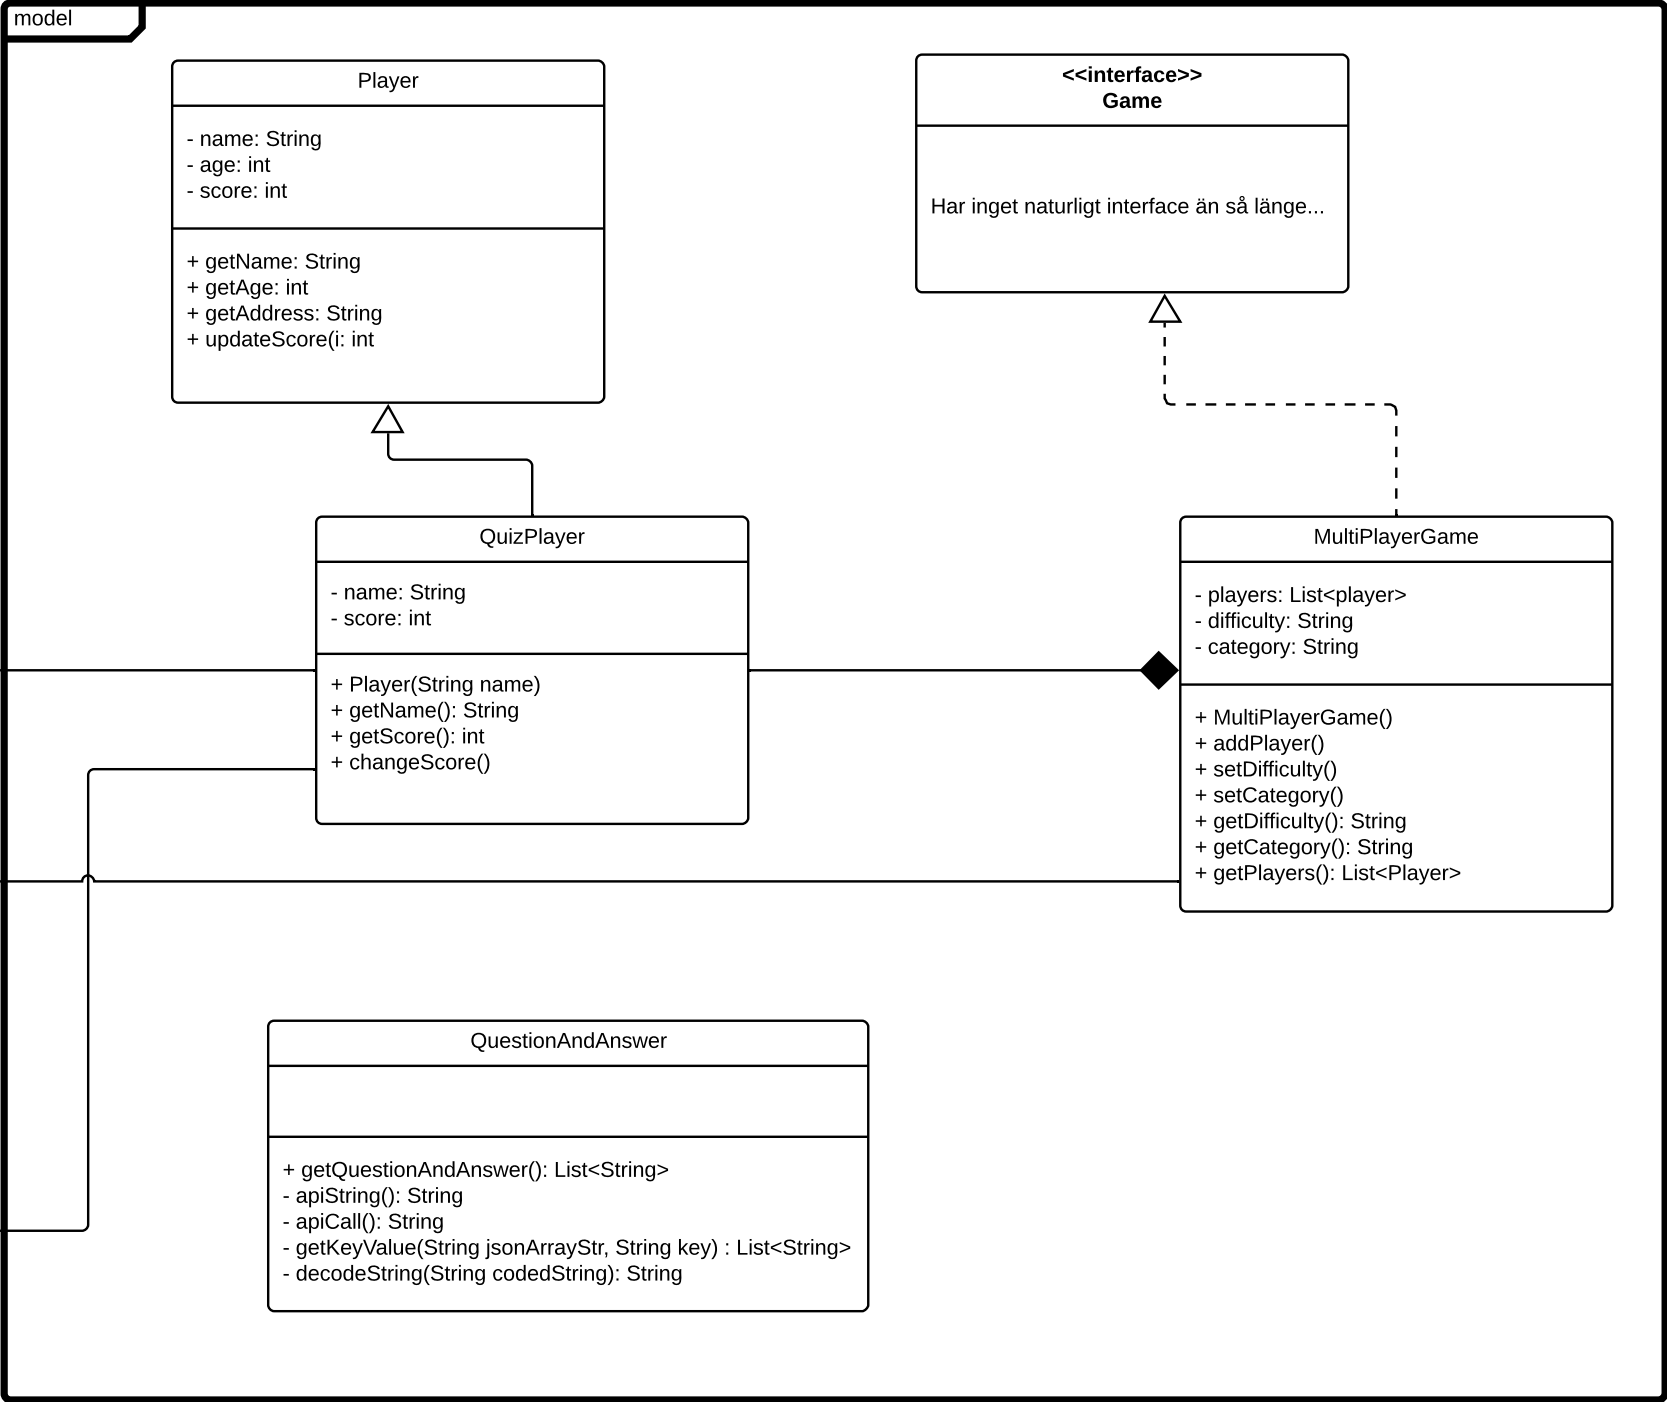 model
Player
- name: String
- age: int
- score: int
+ getName: String
+ getAge: int
+ getAddress: String
+ updateScore(i: int
<<interface>>
Game
Har inget naturligt interface än så länge...
QuizPlayer
- name: String
- score: int
+ Player(String name)
+ getName(): String
+ getScore(): int
+ changeScore()
MultiPlayerGame
- players: List<player>
- difficulty: String
- category: String
+ MultiPlayerGame()
+ addPlayer()
+ setDifficulty()
+ setCategory()
+ getDifficulty(): String
+ getCategory(): String
+ getPlayers(): List<Player>
QuestionAndAnswer
+ getQuestionAndAnswer(): List<String>
- apiString(): String
- apiCall(): String
- getKeyValue(String jsonArrayStr, String key) : List<String>
- decodeString(String codedString): String